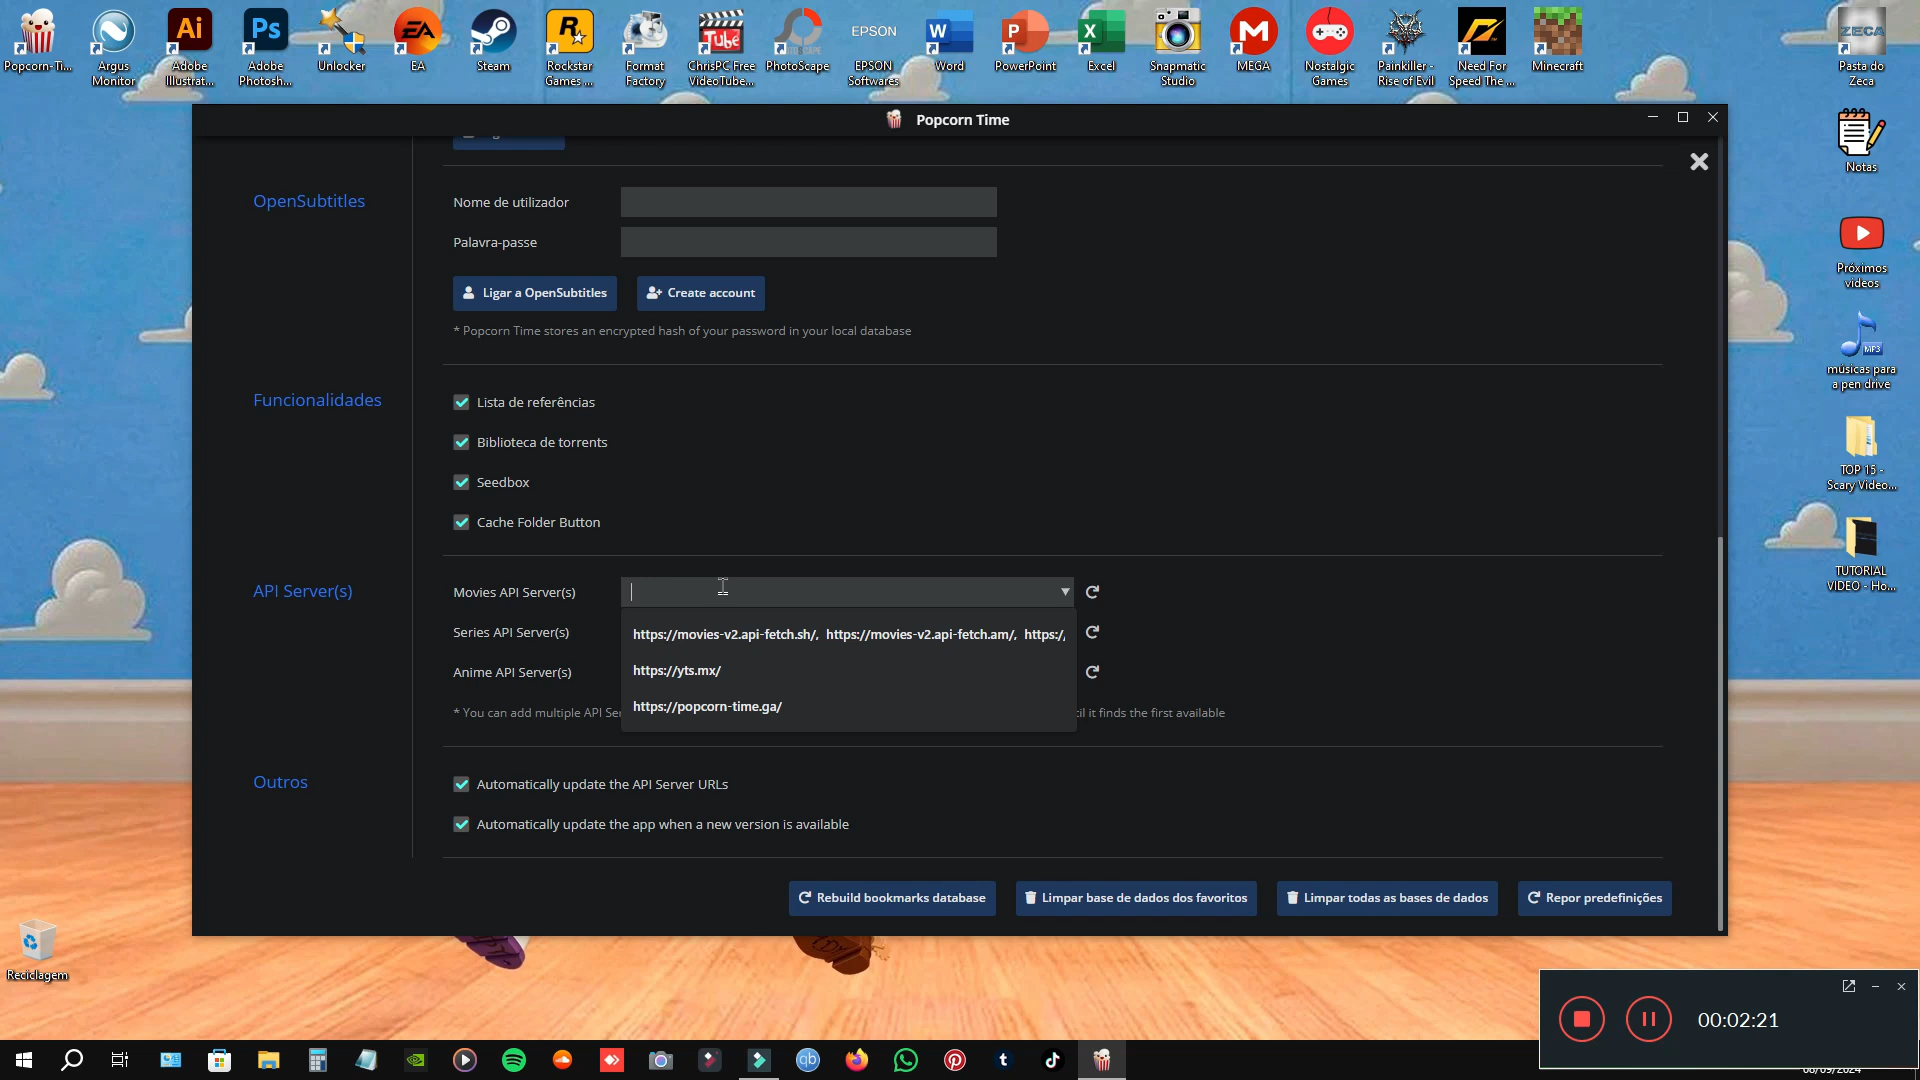 Popcorn-Ti...
Argus
Monitor
Adobe
Illustrat...
Adobe
Photosh...
Unlocker
EA
Steam
Rockstar
Games ...
Format
Factory
ChrisPC Free
VideoTube...
PhotoScape
EPSON
EPSON
Softwares
Word
PowerPoint
Excel
Snapmatic
Studio
MEGA
Nostalgic
Games
Painkiller -
Rise of Evil
Need For
Speed The ...
Minecraft
ZECA
Pasta do
Zeca
Notas
Próximos
vídeos
MP3
músicas para
a pen drive
TOP 15 -
Scary Video...
TUTORIAL
VIDEO - Ho...
Reciclagem
Popcorn Time
OpenSubtitles
Nome de utilizador
Palavra-passe
Ligar a OpenSubtitles
Create account
* Popcorn Time stores an encrypted hash of your password in your local database
Funcionalidades
Lista de referências
Biblioteca de torrents
Seedbox
Cache Folder Button
API Server(s)
Movies API Server(s)
https://movies-v2.api-fetch.sh/, https://movies-v2.api-fetch.am/, https:/
Series API Server(s)
https://yts.mx/
Anime API Server(s)
https://popcorn-time.ga/
* You can add multiple API Ser
til it finds the first available
Outros
Automatically update the API Server URLs
Automatically update the app when a new version is available
Rebuild bookmarks database
Limpar base de dados dos favoritos
Limpar todas as bases de dados
Repor predefinições
00:02:21
08/09/2024